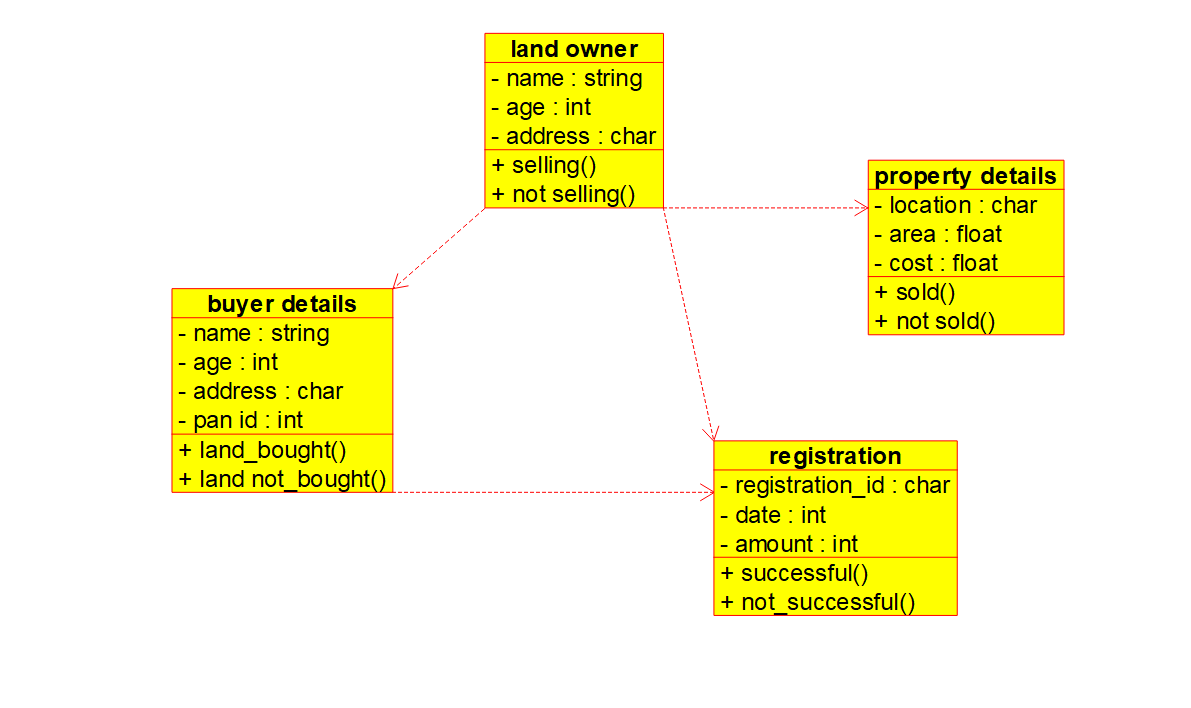 land owner
- name : string
- age : int
- address : char
+ selling()
+ not selling()
property details
- location : char
- area : float
- cost : float
+ sold()
+ not sold()
buyer details
- name : string
- age : int
- address : char
- pan id : int
+ land_bought()
+ land not_bought()
registration
- registration_id : char
- date : int
- amount : int
+ successful()
+ not_successful()